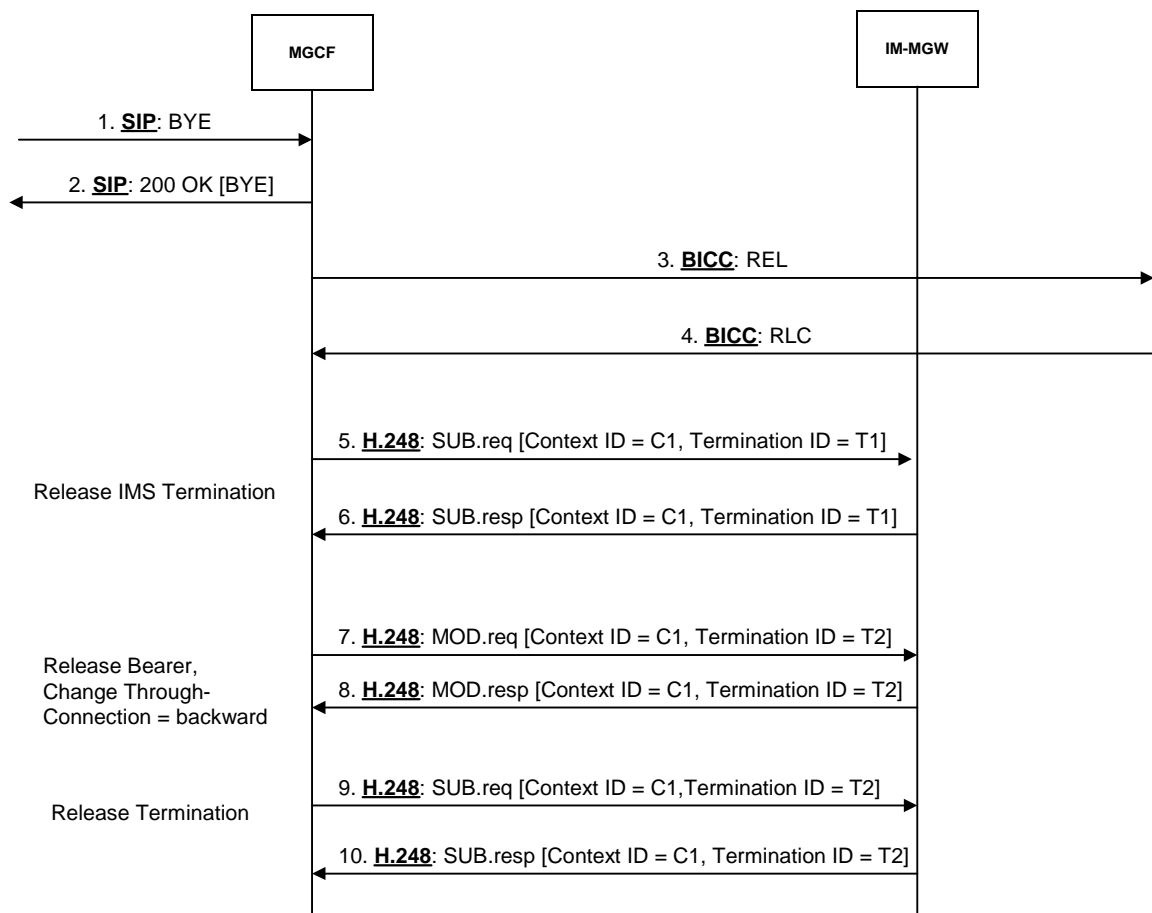 MGCF
IM-MGW
1. SIP: BYE
2. SIP: 200 OK [BYE]
3. BICC: REL
4. BICC: RLC
5. H.248: SUB.req [Context ID = C1, Termination ID = T1]
Release IMS Termination
6. H.248: SUB.resp [Context ID = C1, Termination ID = T1]
7. H.248: MOD.req [Context ID = C1, Termination ID = T2]
Release Bearer,
Change Through-
Connection = backward
8. H.248: MOD.resp [Context ID = C1, Termination ID = T2]
9. H.248: SUB.req [Context ID = C1,Termination ID = T2]
Release Termination
10. H.248: SUB.resp [Context ID = C1, Termination ID = T2]